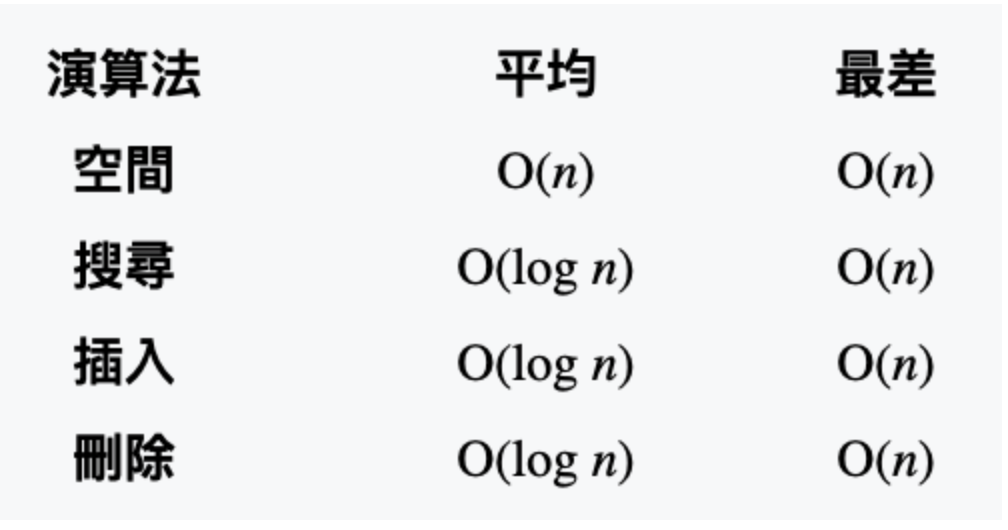 演算法 平均 最差
空間 O(n) O(n)
搜尋 O(log n) O(n)
插入 O(log n) O(n)
刪除 O(log n) O(n)